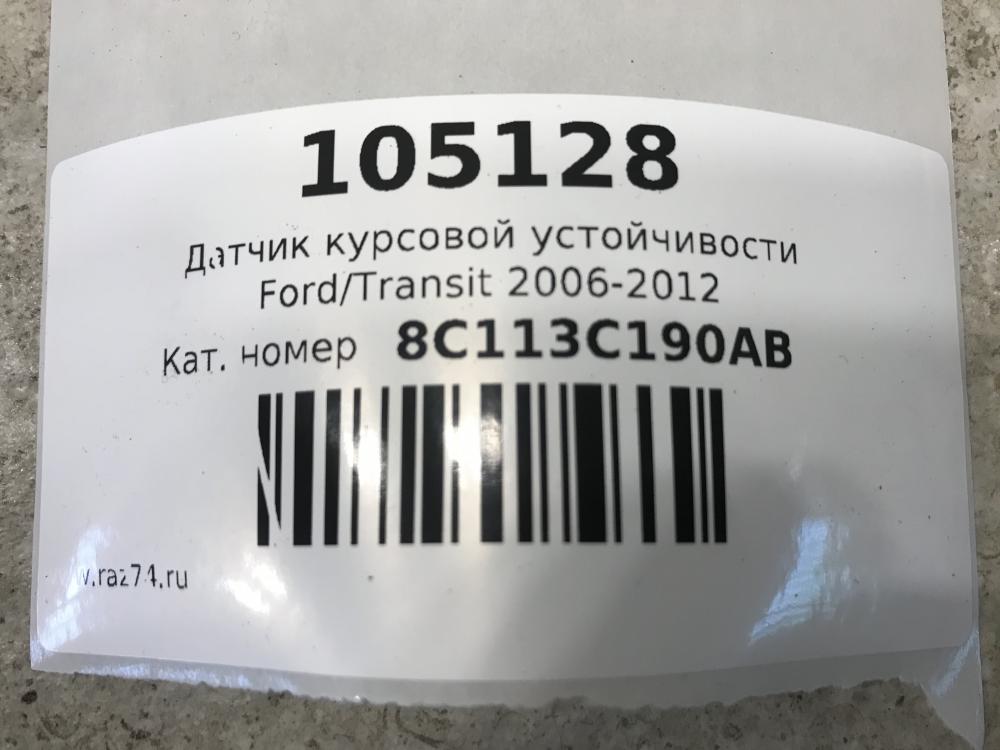 105128
Датчик курсовой устойчивости
Ford/Transit 2006-2012
Кат. номер 8C113C190AB
w.raz74.ru